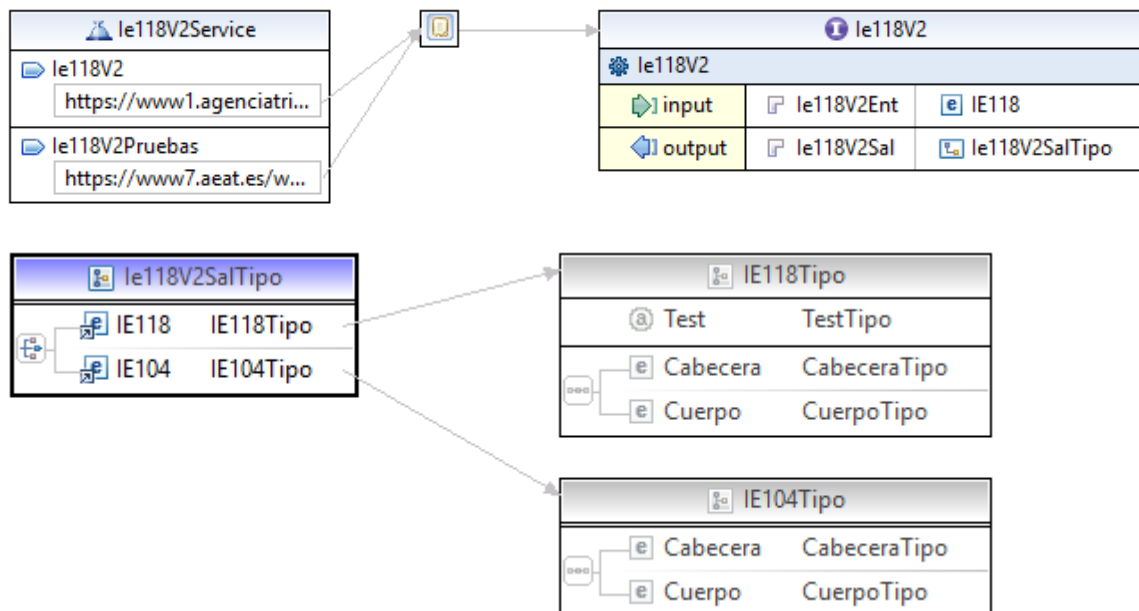 Ie118V2Service
Ie118V2
https://www1.agenciatri...
Ie118V2Pruebas
https://www7.aeat.es/w...
Ie118V2
Ie118V2
input Ie118V2Ent e IE118
output Ie118V2Sal Ie118V2SalTipo
Ie118V2SalTipo
e IE118 IE118Tipo
e IE104 IE104Tipo
IE118Tipo
a Test TestTipo
e Cabecera CabeceraTipo
e Cuerpo CuerpoTipo
IE104Tipo
e Cabecera CabeceraTipo
e Cuerpo CuerpoTipo